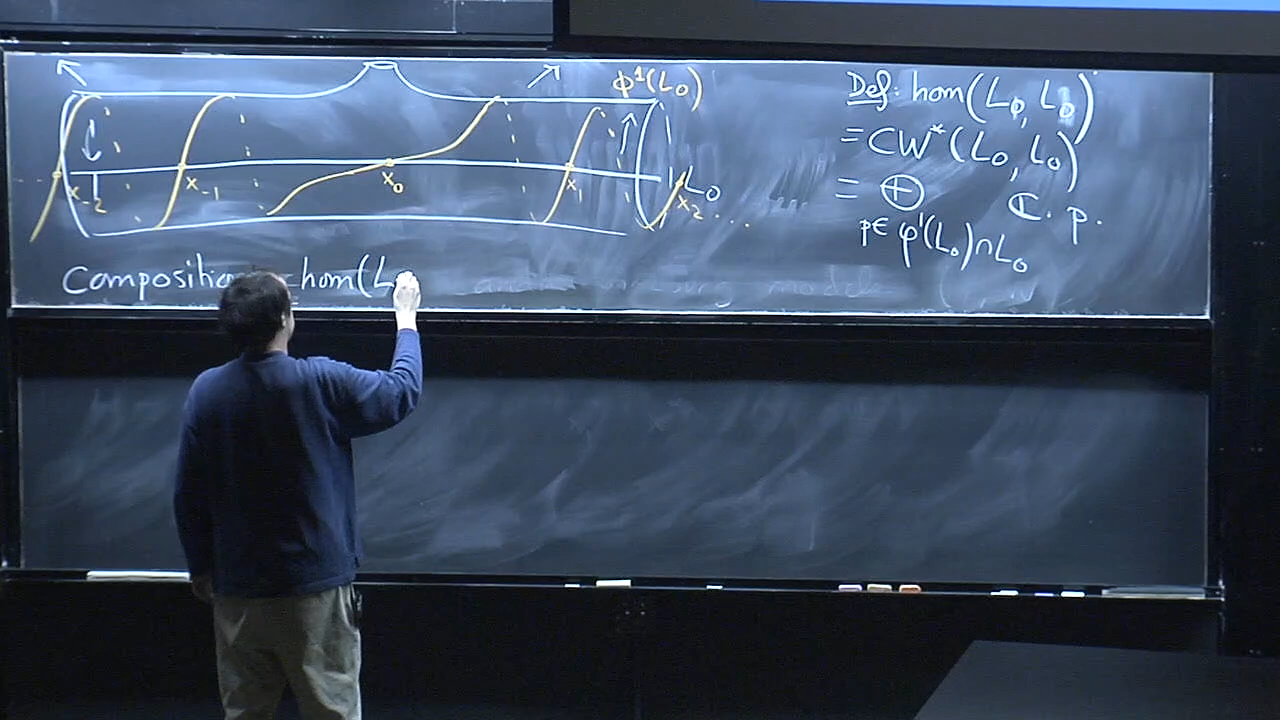 ϕ¹(L₀)
x₋₂
x₋₁
x₀
x₁
L₀
x₂ ....
Def: hom(L₀, L₀)
= CW*(L₀, L₀)
= ⊕ ℂ. p.
p∈ φ¹(L₀)∩L₀
Composition hom(L